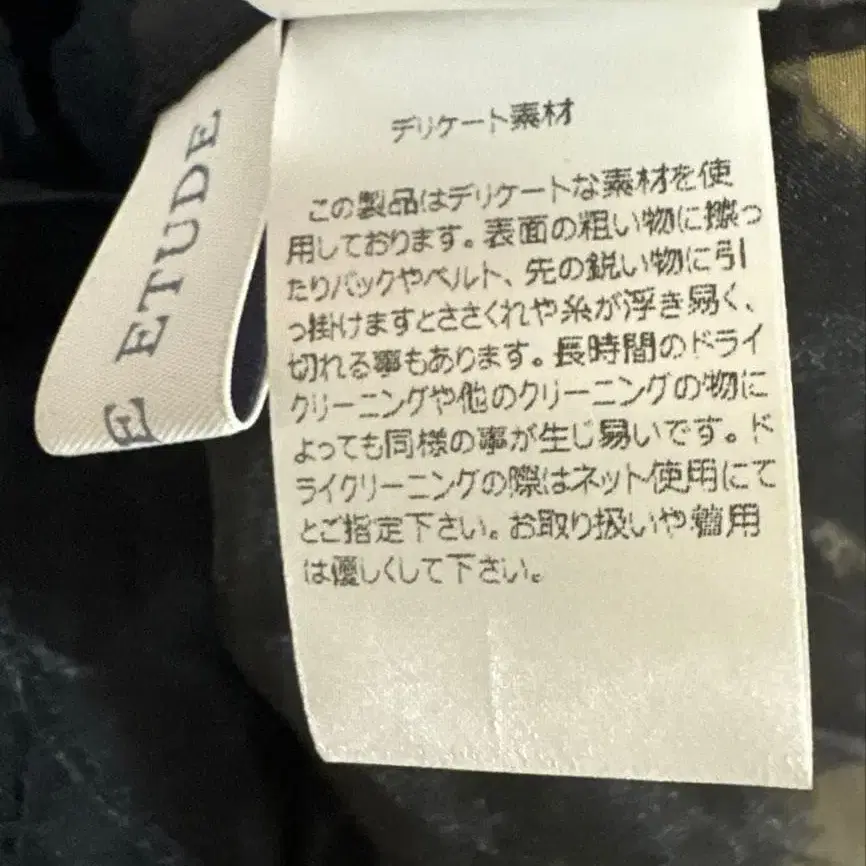 E ETUDE
デリケート素材
この製品はデリケートな素材を使
用しております。表面の粗い物に擦っ
たりバックやベルト、先の鋭い物に引
っ掛けますとささくれや糸が浮き易く、
切れる事もあります。長時間のドライ
クリーニングや他のクリーニングの物に
よっても同様の事が生じ易いです。ド
ライクリーニングの際はネット使用にて
とご指定下さい。お取り扱いや着用
は優しくして下さい。